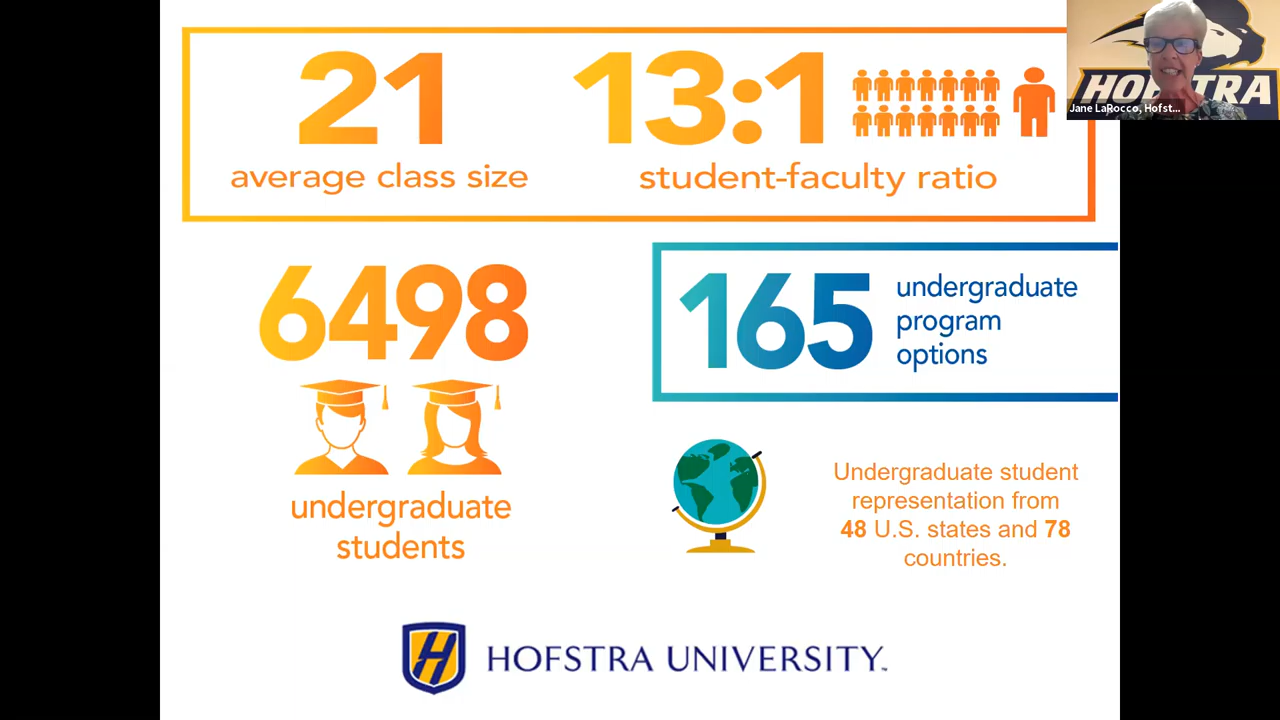 21
average class size
13:1
student-faculty ratio
HOFSTRA
Jane LaRocco, Hofst...
6498
undergraduate
students
165
undergraduate
program
options
Undergraduate student
representation from
48 U.S. states and 78
countries.
H
HOFSTRA UNIVERSITY™